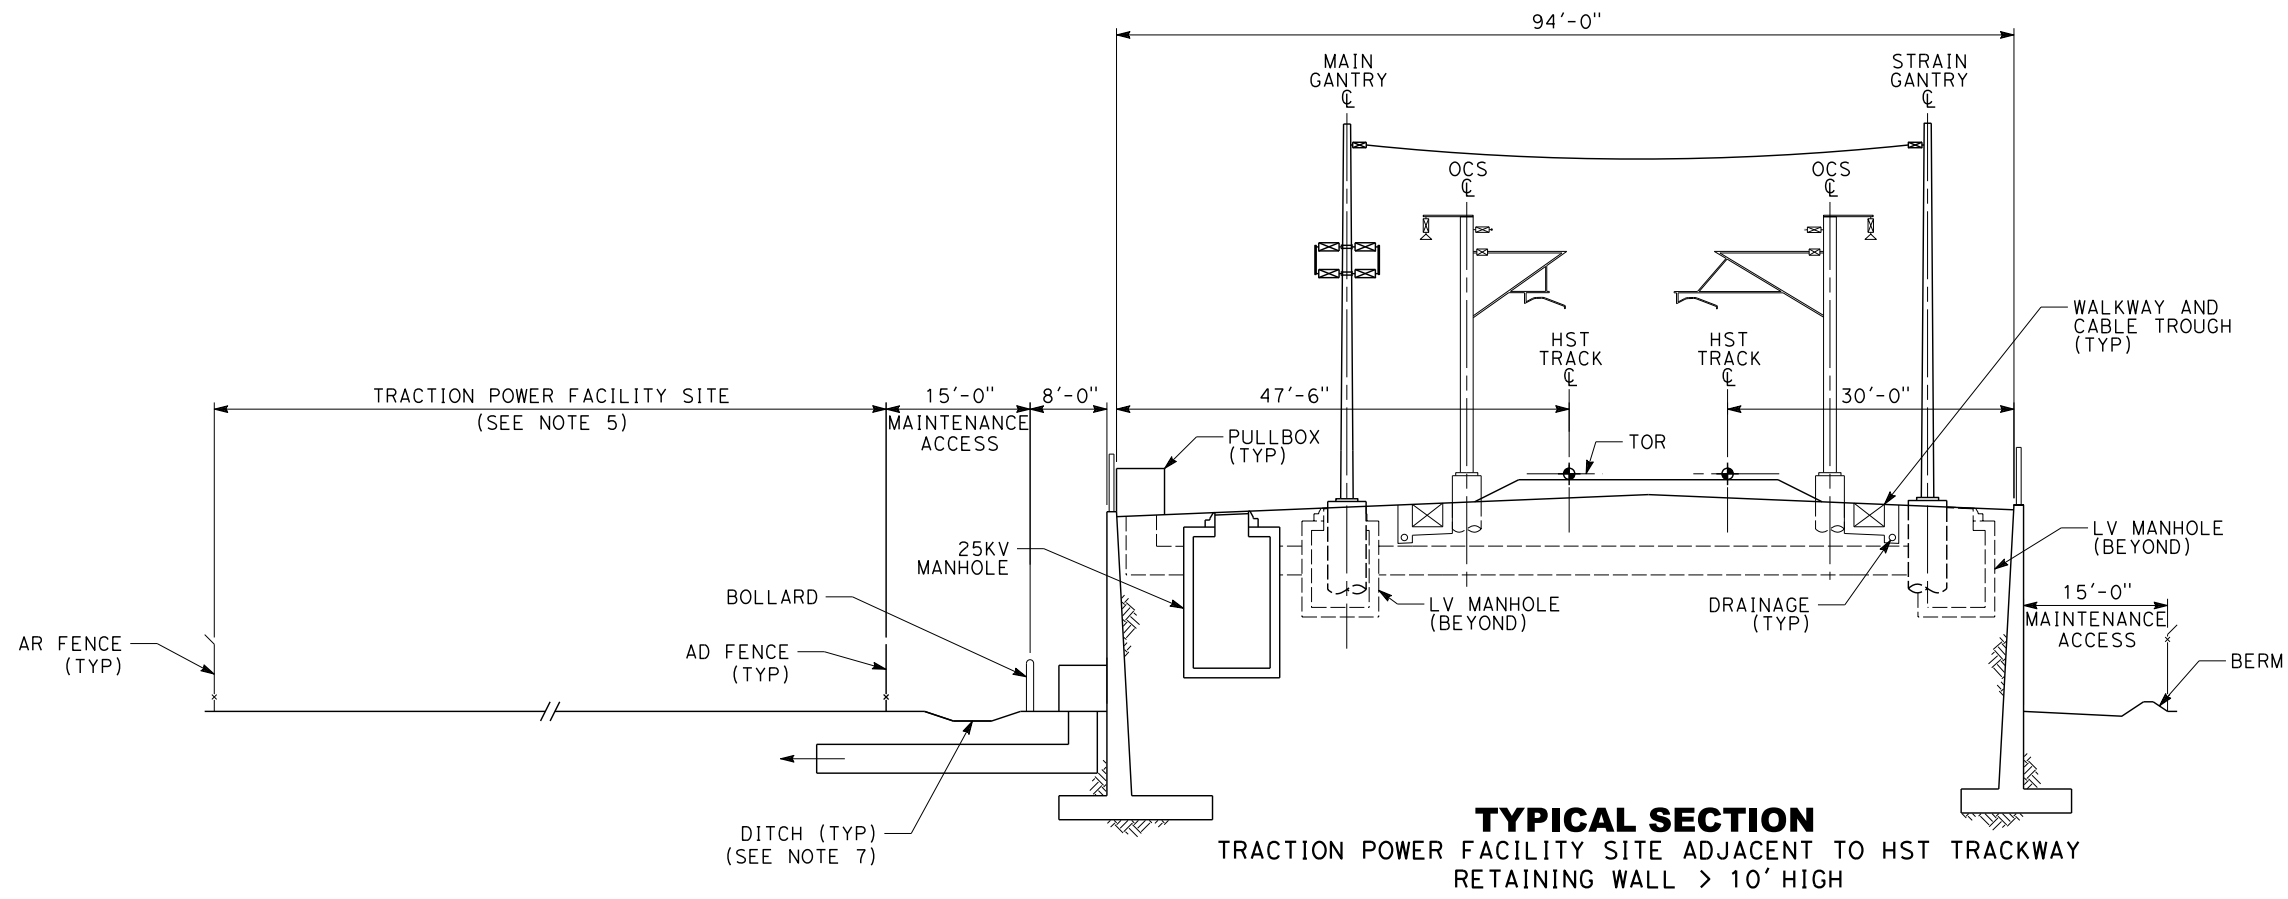 94'-0"
MAIN
GANTRY
℄
STRAIN
GANTRY
℄
OCS
℄
OCS
℄
WALKWAY AND
CABLE TROUGH
(TYP)
HST
TRACK
℄
HST
TRACK
℄
TRACTION POWER FACILITY SITE
(SEE NOTE 5)
15'-0"
MAINTENANCE
ACCESS
8'-0"
47'-6"
30'-0"
PULLBOX
(TYP)
TOR
25KV
MANHOLE
LV MANHOLE
(BEYOND)
BOLLARD
LV MANHOLE
(BEYOND)
DRAINAGE
(TYP)
15'-0"
MAINTENANCE
ACCESS
AR FENCE
(TYP)
AD FENCE
(TYP)
BERM
DITCH (TYP)
(SEE NOTE 7)
TYPICAL SECTION
TRACTION POWER FACILITY SITE ADJACENT TO HST TRACKWAY
RETAINING WALL > 10' HIGH